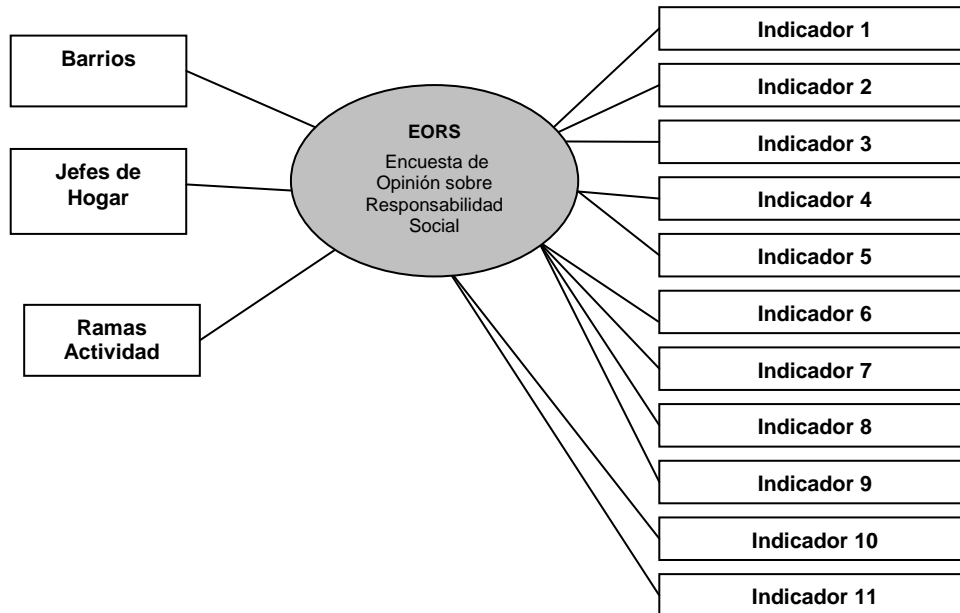 Barrios
Jefes de
Hogar
Ramas
Actividad
EORS
Encuesta de
Opinión sobre
Responsabilidad
Social
Indicador 1
Indicador 2
Indicador 3
Indicador 4
Indicador 5
Indicador 6
Indicador 7
Indicador 8
Indicador 9
Indicador 10
Indicador 11